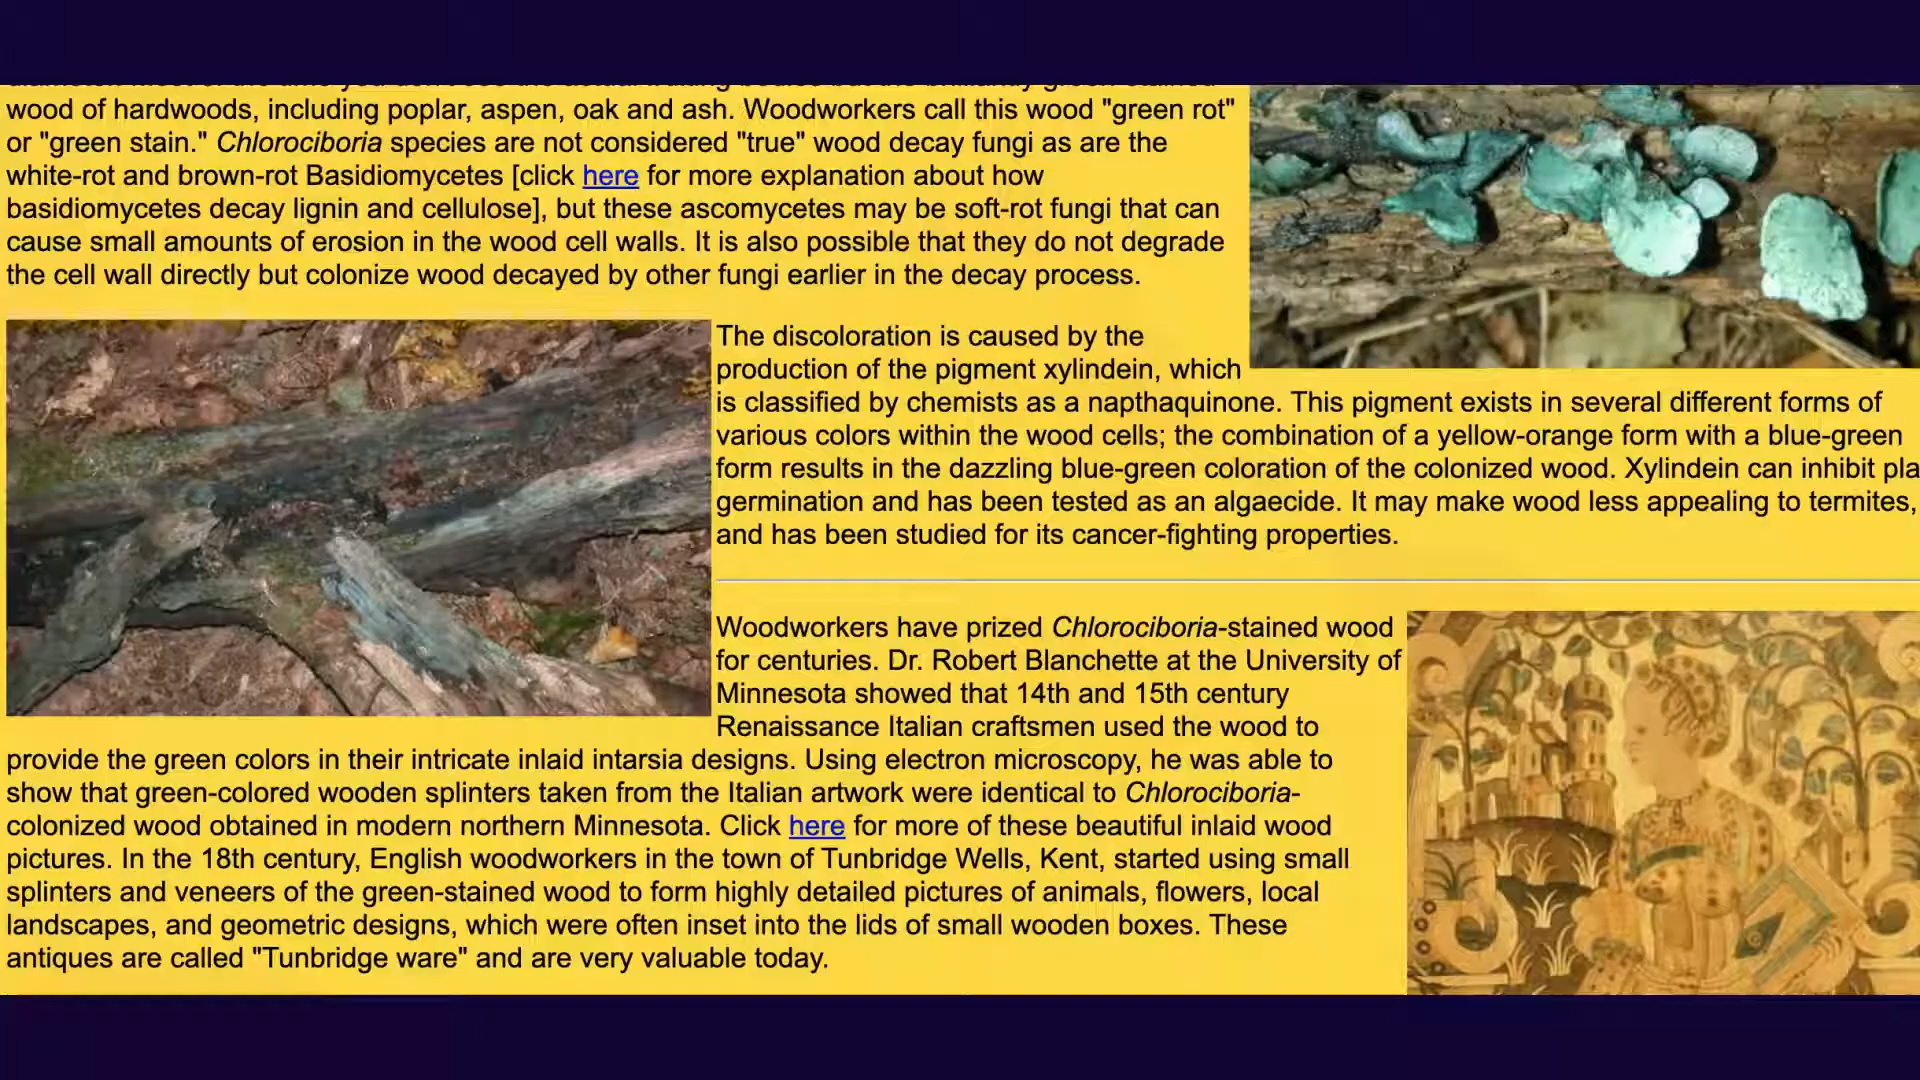 wood of hardwoods, including poplar, aspen, oak and ash. Woodworkers call this wood "green rot"
or "green stain." Chlorociboria species are not considered "true" wood decay fungi as are the
white-rot and brown-rot Basidiomycetes [click here for more explanation about how
basidiomycetes decay lignin and cellulose], but these ascomycetes may be soft-rot fungi that can
cause small amounts of erosion in the wood cell walls. It is also possible that they do not degrade
the cell wall directly but colonize wood decayed by other fungi earlier in the decay process.
The discoloration is caused by the
production of the pigment xylindein, which
is classified by chemists as a napthaquinone. This pigment exists in several different forms of
various colors within the wood cells; the combination of a yellow-orange form with a blue-green
form results in the dazzling blue-green coloration of the colonized wood. Xylindein can inhibit pla
germination and has been tested as an algaecide. It may make wood less appealing to termites,
and has been studied for its cancer-fighting properties.
Woodworkers have prized Chlorociboria-stained wood
for centuries. Dr. Robert Blanchette at the University of
Minnesota showed that 14th and 15th century
Renaissance Italian craftsmen used the wood to
provide the green colors in their intricate inlaid intarsia designs. Using electron microscopy, he was able to
show that green-colored wooden splinters taken from the Italian artwork were identical to Chlorociboria-
colonized wood obtained in modern northern Minnesota. Click here for more of these beautiful inlaid wood
pictures. In the 18th century, English woodworkers in the town of Tunbridge Wells, Kent, started using small
splinters and veneers of the green-stained wood to form highly detailed pictures of animals, flowers, local
landscapes, and geometric designs, which were often inset into the lids of small wooden boxes. These
antiques are called "Tunbridge ware" and are very valuable today.